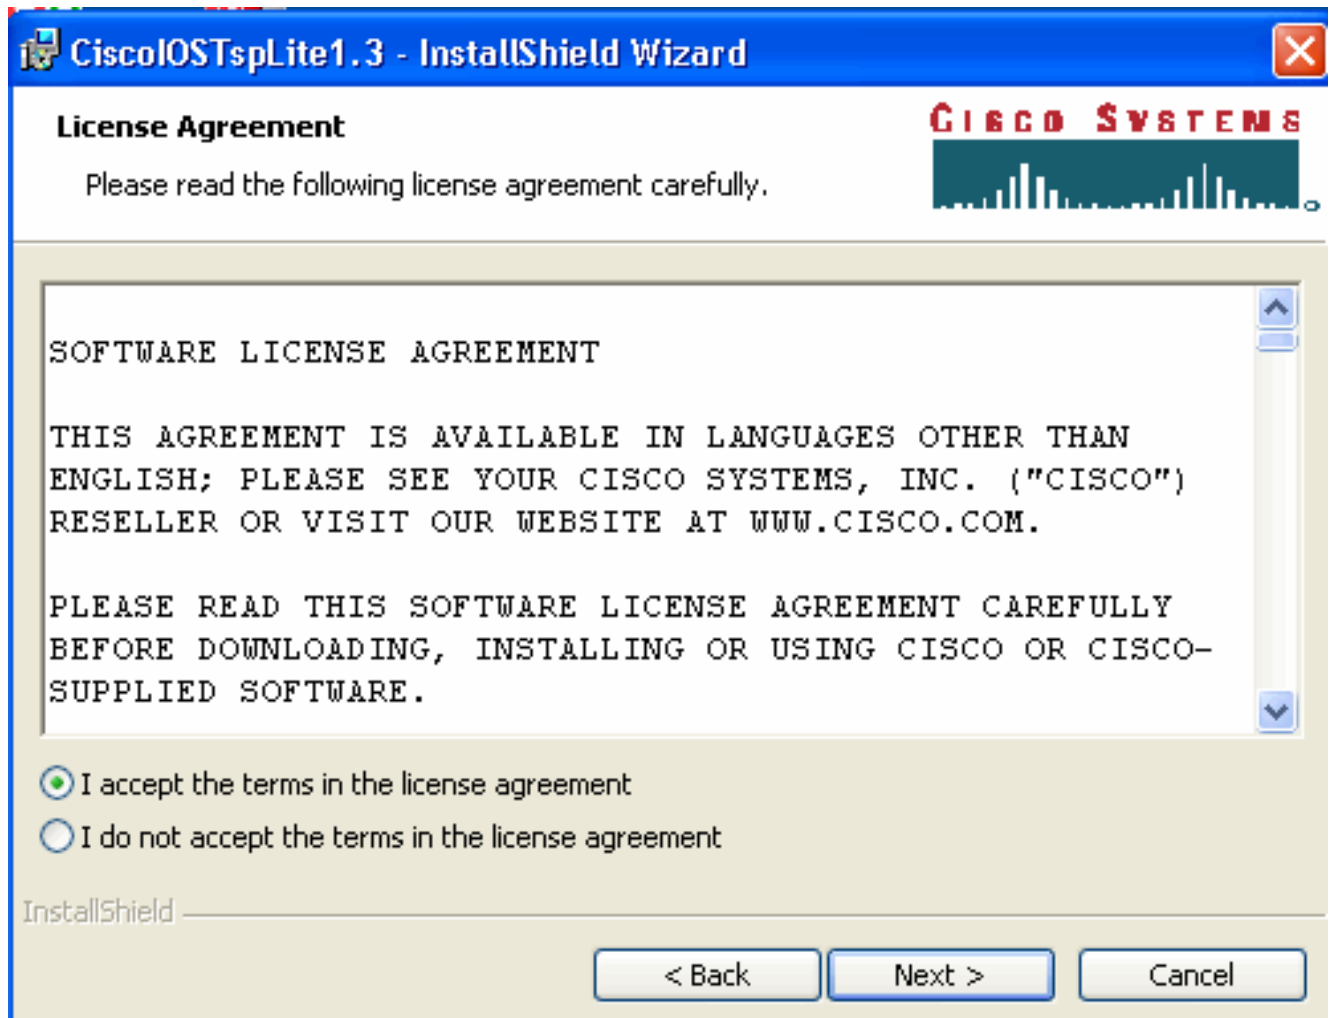 CiscoIOSTspLite1.3 - InstallShield Wizard
License Agreement
CISCO SYSTEMS
Please read the following license agreement carefully.
SOFTWARE LICENSE AGREEMENT
THIS AGREEMENT IS AVAILABLE IN LANGUAGES OTHER THAN
ENGLISH; PLEASE SEE YOUR CISCO SYSTEMS, INC. ("CISCO")
RESELLER OR VISIT OUR WEBSITE AT WWW.CISCO.COM.
PLEASE READ THIS SOFTWARE LICENSE AGREEMENT CAREFULLY
BEFORE DOWNLOADING, INSTALLING OR USING CISCO OR CISCO-
SUPPLIED SOFTWARE.
I accept the terms in the license agreement
I do not accept the terms in the license agreement
InstallShield
< Back
Next >
Cancel